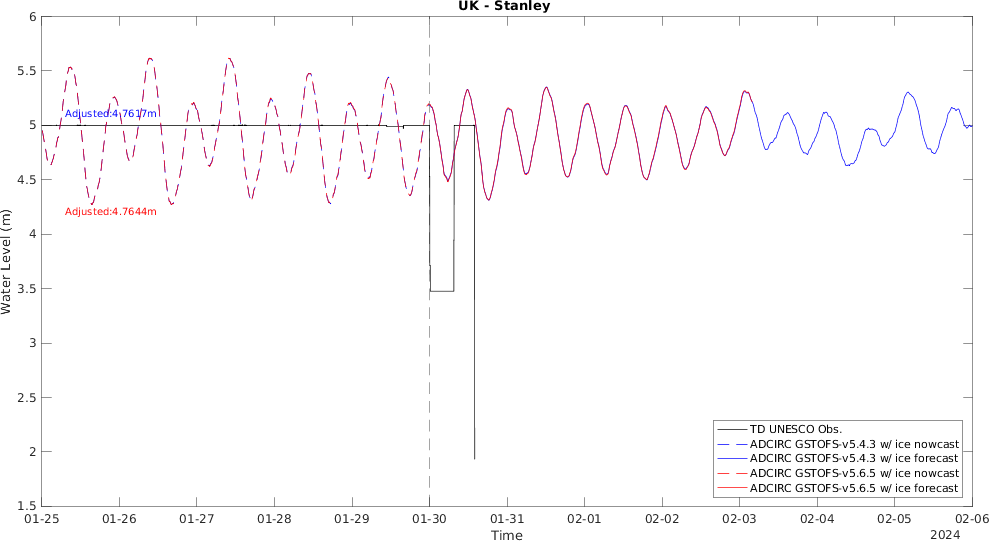 UK - Stanley
6
5.5
5
4.5
4
3.5
3
2.5
2
1.5
Water Level (m)
Adjusted:4.7617m
Adjusted:4.7644m
TD UNESCO Obs.
ADCIRC GSTOFS-v5.4.3 w/ ice nowcast
ADCIRC GSTOFS-v5.4.3 w/ ice forecast
ADCIRC GSTOFS-v5.6.5 w/ ice nowcast
ADCIRC GSTOFS-v5.6.5 w/ ice forecast
01-25 01-26 01-27 01-28 01-29 01-30 01-31 02-01 02-02 02-03 02-04 02-05 02-06
Time
2024